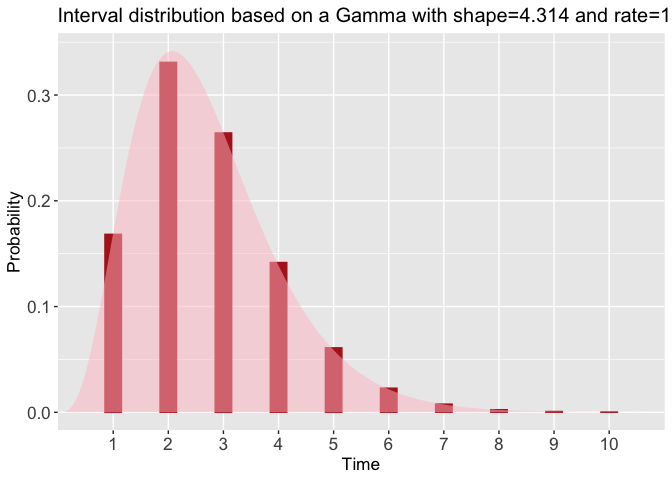 Interval distribution based on a Gamma with shape=4.314 and rate=1
Probability
0.3
0.2
0.1
0.0
1 2 3 4 5 6 7 8 9 10
Time